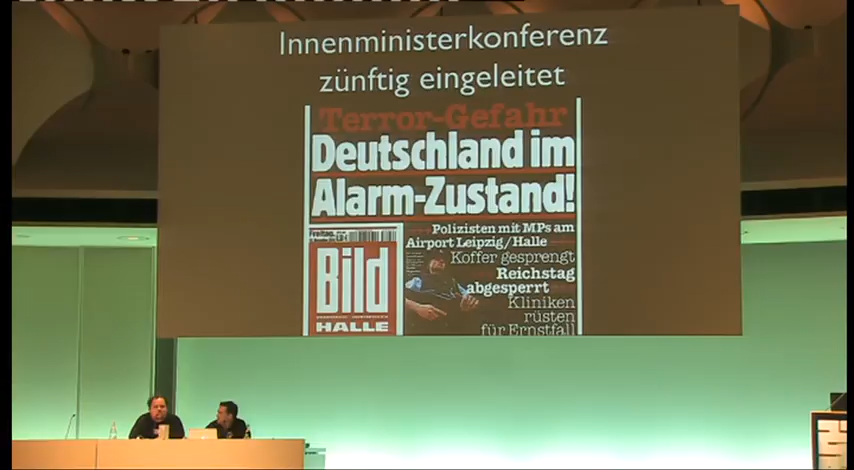 Innenministerkonferenz
zünftig eingeleitet
Terror-Gefahr
Deutschland im
Alarm-Zustand!
Polizisten mit MPs am
Airport Leipzig/Halle
Koffer gesprengt
Reichstag
abgesperrt
Kliniken
rüsten
für Ernstfall
Freitag,
Bild
HALLE